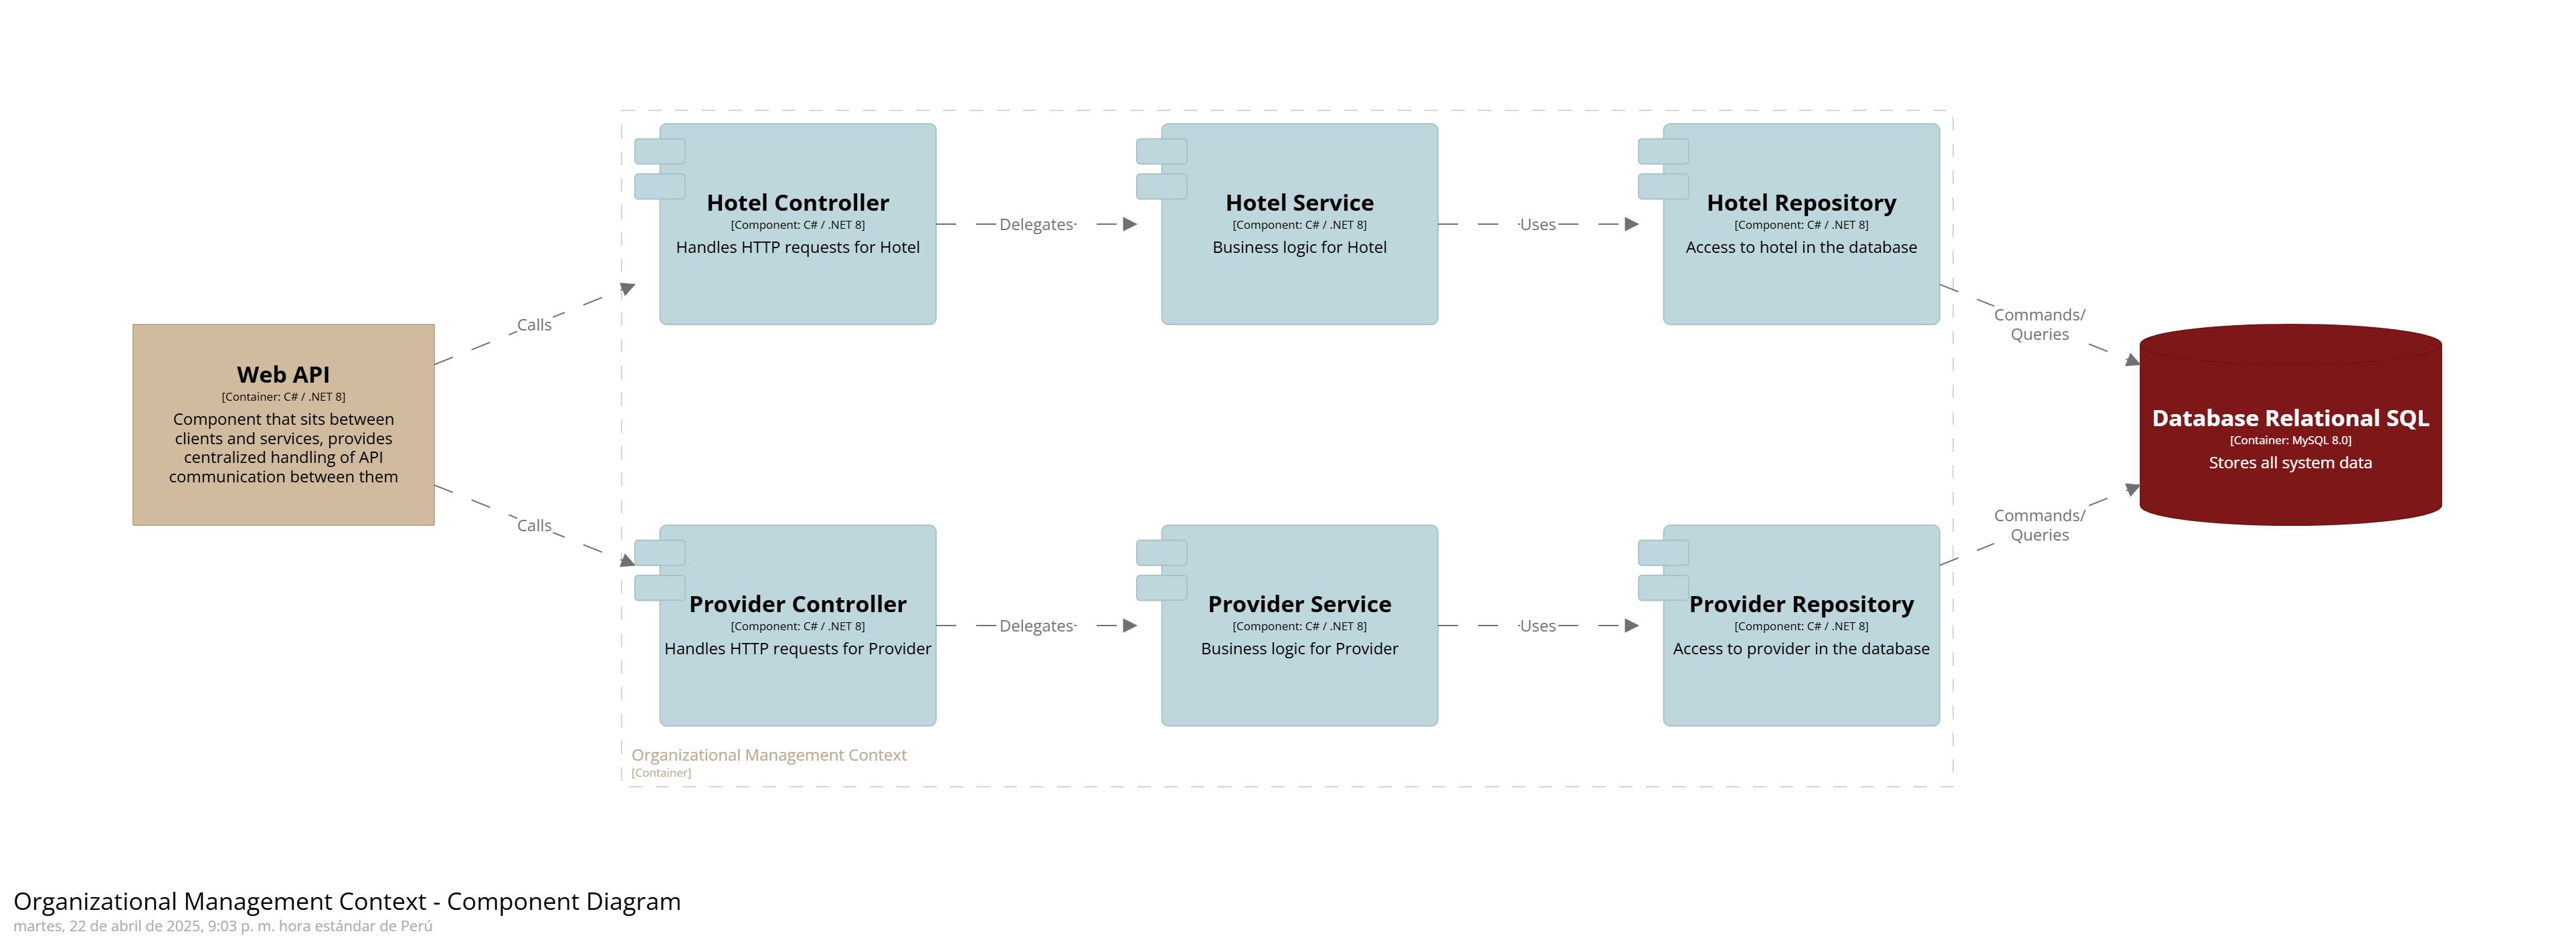 Hotel Controller
[Component: C# / .NET 8]
Handles HTTP requests for Hotel
Delegates
Hotel Service
[Component: C# / .NET 8]
Business logic for Hotel
Uses
Hotel Repository
[Component: C# / .NET 8]
Access to hotel in the database
Calls
Commands/
Queries
Web API
[Container: C# / .NET 8]
Component that sits between
clients and services, provides
centralized handling of API
communication between them
Database Relational SQL
[Container: MySQL 8.0]
Stores all system data
Calls
Commands/
Queries
Provider Controller
[Component: C# / .NET 8]
Handles HTTP requests for Provider
Delegates
Provider Service
[Component: C# / .NET 8]
Business logic for Provider
Uses
Provider Repository
[Component: C# / .NET 8]
Access to provider in the database
Organizational Management Context
[Container]
Organizational Management Context - Component Diagram
martes, 22 de abril de 2025, 9:03 p. m. hora estándar de Perú